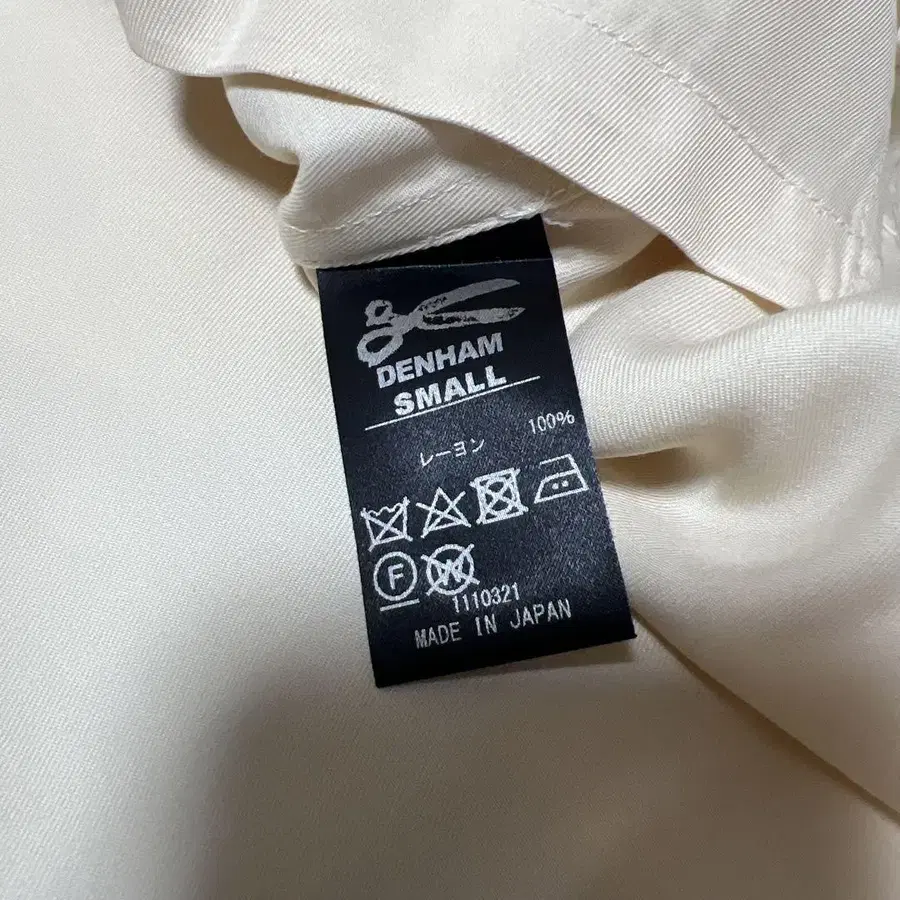 DENHAM
SMALL
レーヨン 100%
F W
1110321
MADE IN JAPAN